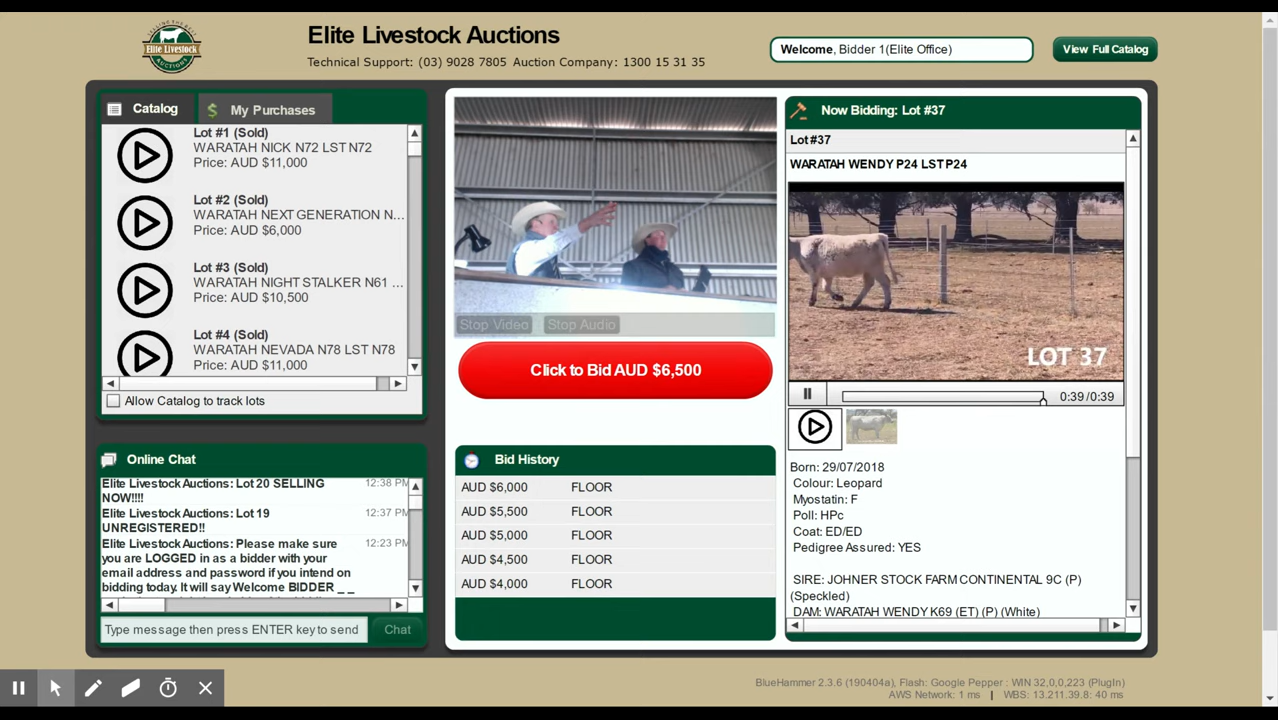 Elite Livestock Auctions
Technical Support: (03) 9028 7805 Auction Company: 1300 15 31 35
Welcome, Bidder 1(Elite Office)
View Full Catalog
Elite Livestock
AUCTIONS
Catalog
$ My Purchases
Lot #1 (Sold)
WARATAH NICK N72 LST N72
Price: AUD $11,000
Lot #2 (Sold)
WARATAH NEXT GENERATION N...
Price: AUD $6,000
Lot #3 (Sold)
WARATAH NIGHT STALKER N61 ...
Price: AUD $10,500
Lot #4 (Sold)
WARATAH NEVADA N78 LST N78
Price: AUD $11,000
Allow Catalog to track lots
Online Chat
Elite Livestock Auctions: Lot 20 SELLING 12:38 PM
NOW!!!!
Elite Livestock Auctions: Lot 19 12:37 PM
UNREGISTERED!!
Elite Livestock Auctions: Please make sure 12:23 PM
you are LOGGED in as a bidder with your
email address and password if you intend on
bidding today. It will say Welcome BIDDER _ _
Type message then press ENTER key to send
Chat
Stop Video Stop Audio
Click to Bid AUD $6,500
Bid History
AUD $6,000 FLOOR
AUD $5,500 FLOOR
AUD $5,000 FLOOR
AUD $4,500 FLOOR
AUD $4,000 FLOOR
Now Bidding: Lot #37
Lot #37
WARATAH WENDY P24 LST P24
LOT 37
0:39/0:39
Born: 29/07/2018
Colour: Leopard
Myostatin: F
Poll: HPc
Coat: ED/ED
Pedigree Assured: YES
SIRE: JOHNER STOCK FARM CONTINENTAL 9C (P)
(Speckled)
DAM: WARATAH WENDY K69 (ET) (P) (White)
BlueHammer 2.3.6 (190404a), Flash: Google Pepper : WIN 32,0,0,223 (PlugIn)
AWS Network: 1 ms | WBS: 13.211.39.8: 40 ms